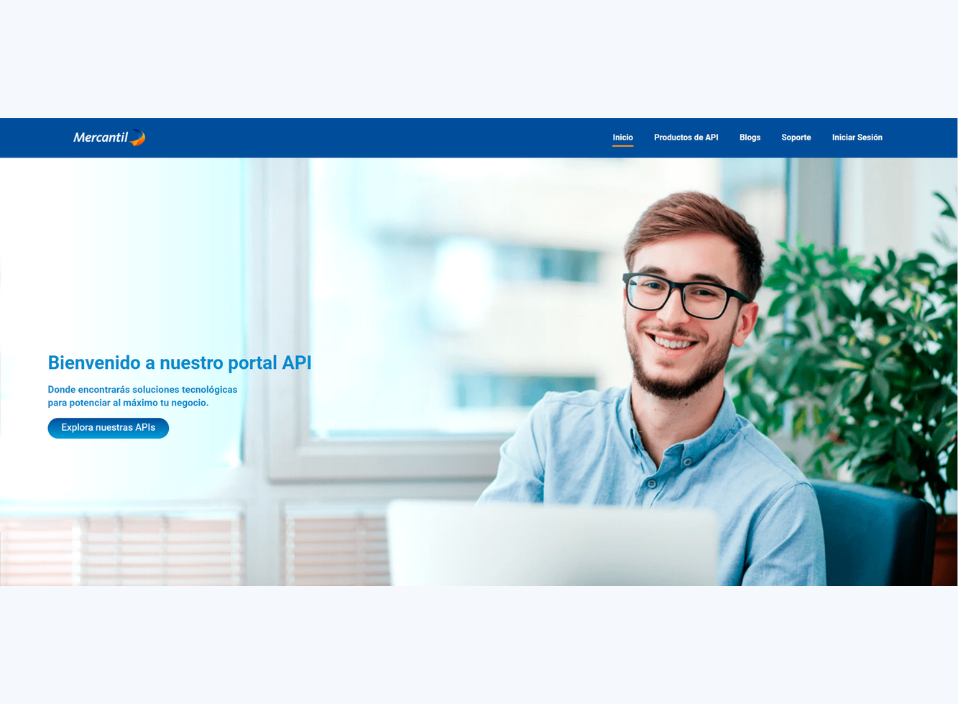 Mercantil
Inicio
Productos de API
Blogs
Soporte
Iniciar Sesión
Bienvenido a nuestro portal API
Donde encontrarás soluciones tecnológicas
para potenciar al máximo tu negocio.
Explora nuestras APIs